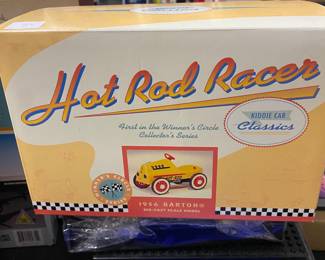 Hot Rod Racer
First in the Winner's Circle
Collector's Series
KIDDIE CAR
Classics
1956 GARTON®
DIE-CAST SCALE MODEL